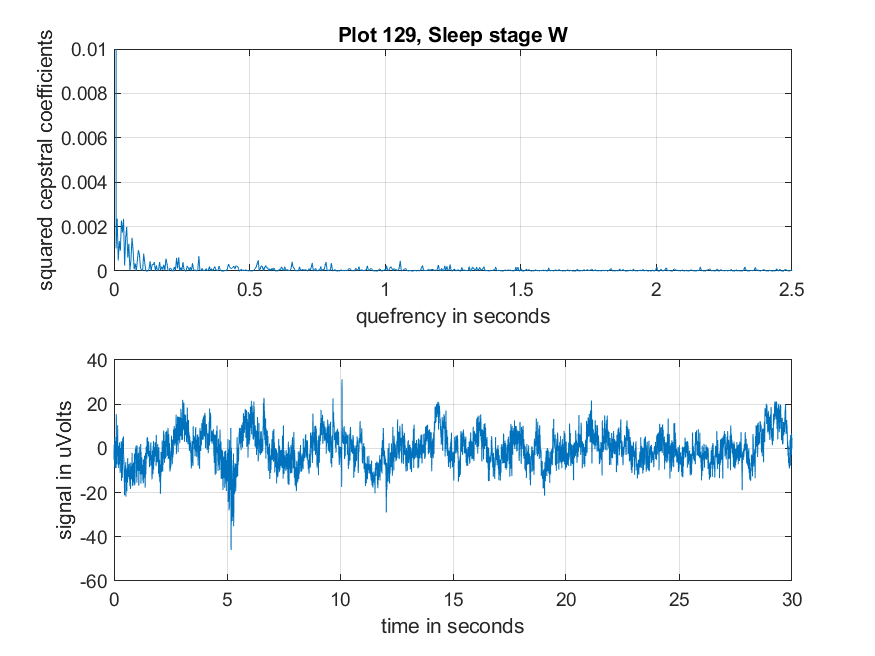 Plot 129, Sleep stage W
squared cepstral coefficients
0.01
0.008
0.006
0.004
0.002
0
0 0.5 1 1.5 2 2.5
quefrency in seconds
signal in uVolts
40
20
0
-20
-40
-60
0 5 10 15 20 25 30
time in seconds